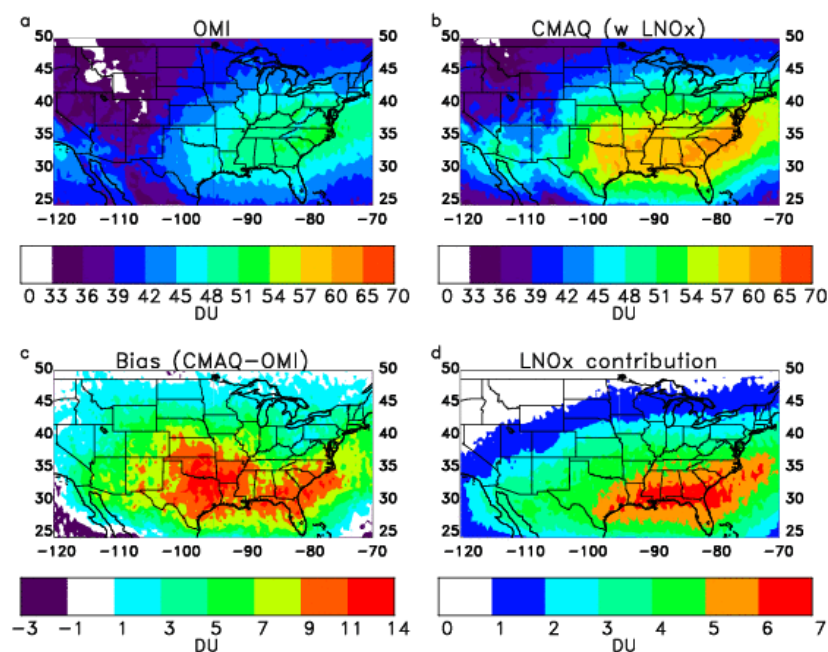 a OMI
50 50
45 45
40 40
35 35
30 30
25 25
−120 −110 −100 −90 −80 −70
0 33 36 39 42 45 48 51 54 57 60 65 70
DU
b CMAQ (w LNOx)
50 50
45 45
40 40
35 35
30 30
25 25
−120 −110 −100 −90 −80 −70
0 33 36 39 42 45 48 51 54 57 60 65 70
DU
c Bias (CMAQ−OMI)
50 50
45 45
40 40
35 35
30 30
25 25
−120 −110 −100 −90 −80 −70
−3 −1 1 3 5 7 9 11 14
DU
d LNOx contribution
50 50
45 45
40 40
35 35
30 30
25 25
−120 −110 −100 −90 −80 −70
0 1 2 3 4 5 6 7
DU